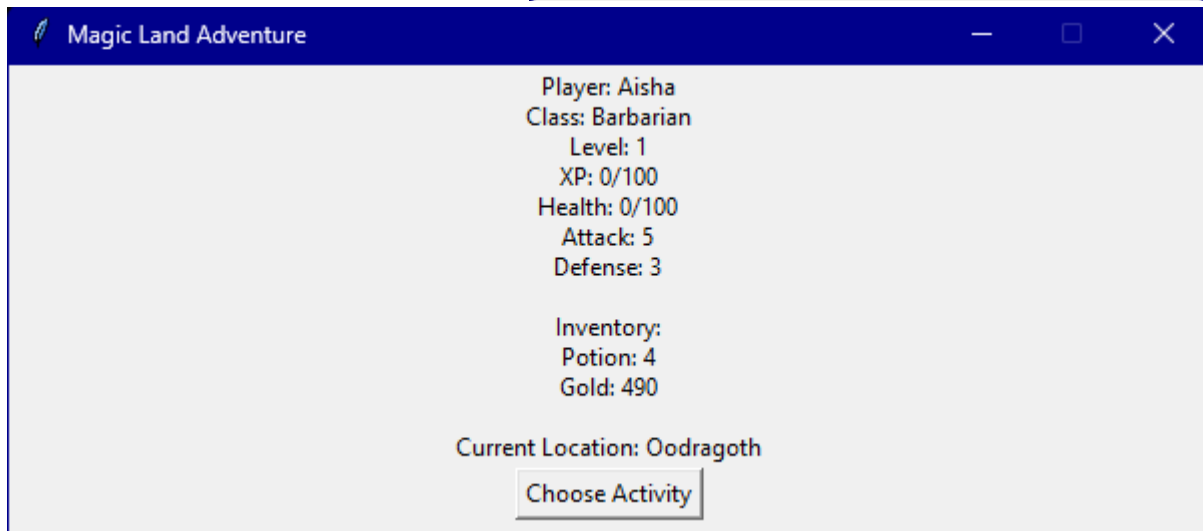 Magic Land Adventure
Player: Aisha
Class: Barbarian
Level: 1
XP: 0/100
Health: 0/100
Attack: 5
Defense: 3
Inventory:
Potion: 4
Gold: 490
Current Location: Oodragoth
Choose Activity